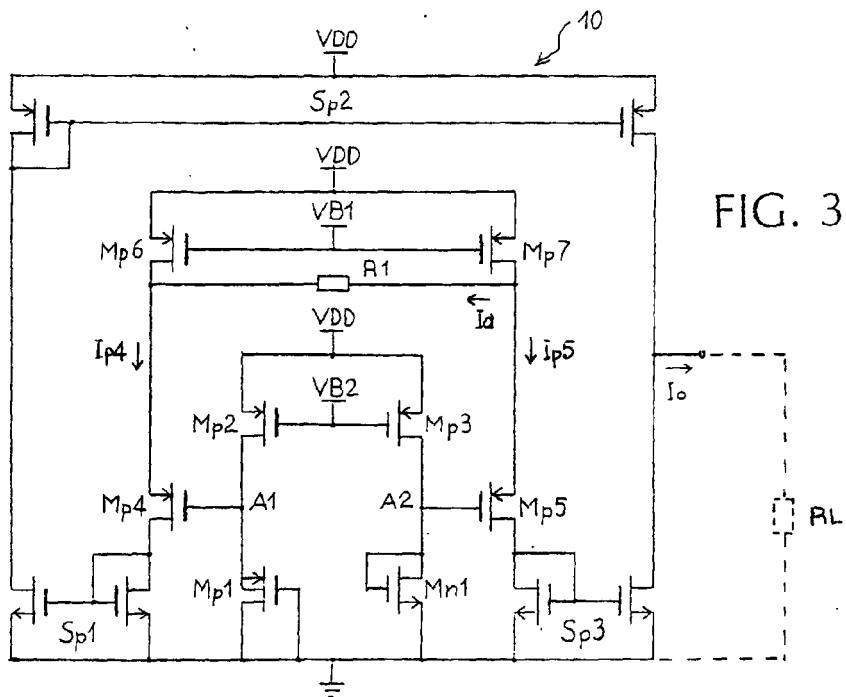 10
VDD
Sp2
VDD
VB1
FIG. 3
Mp6
Mp7
R1
Id
VDD
Ip4
ip5
VB2
Io
Mp2
Mp3
Mp4
A1
A2
Mp5
RL
Mp1
Mn1
Sp1
Sp3